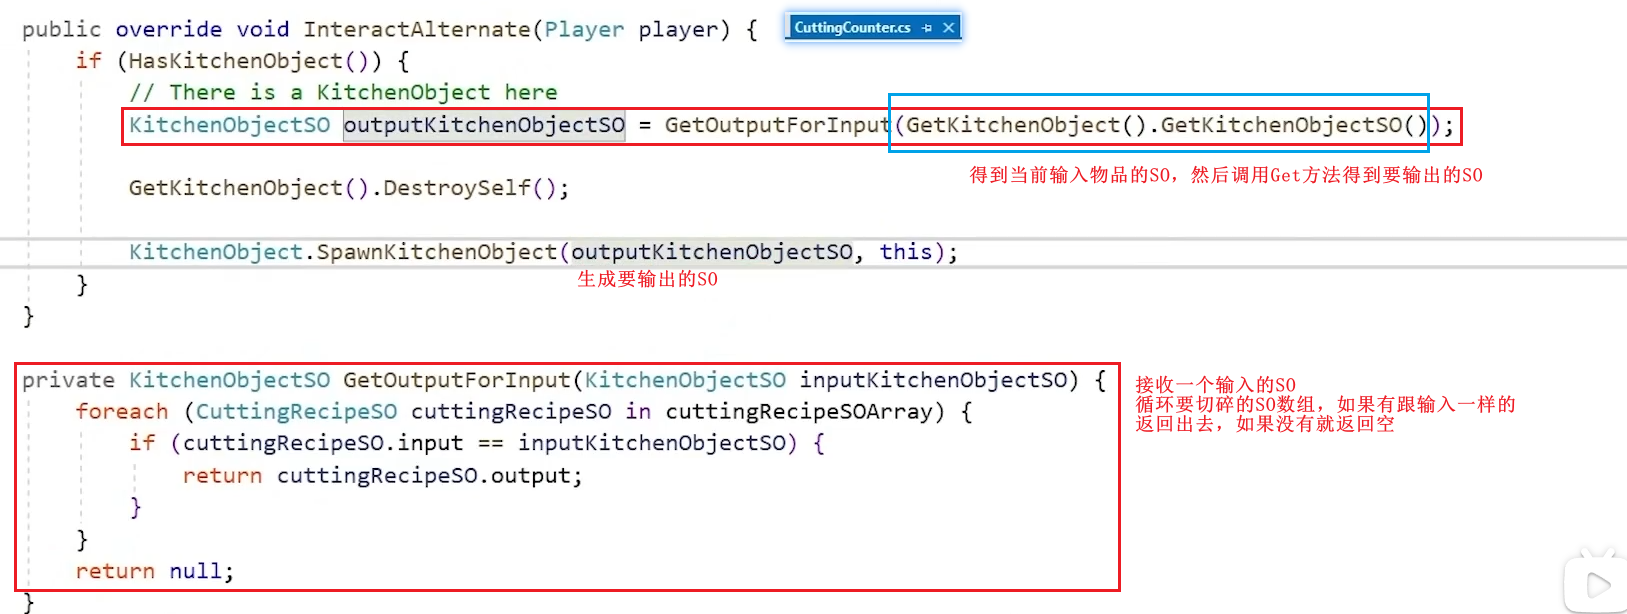 public override void InteractAlternate(Player player) {
CuttingCounter.cs
if (HasKitchenObject()) {
// There is a KitchenObject here
KitchenObjectSO outputKitchenObjectSO = GetOutputForInput(GetKitchenObject().GetKitchenObjectSO());
得到当前输入物品的SO，然后调用Get方法得到要输出的SO
GetKitchenObject().DestroySelf();
KitchenObject.SpawnKitchenObject(outputKitchenObjectSO, this);
生成要输出的SO
}
}
private KitchenObjectSO GetOutputForInput(KitchenObjectSO inputKitchenObjectSO) {
foreach (CuttingRecipeSO cuttingRecipeSO in cuttingRecipeSOArray) {
if (cuttingRecipeSO.input == inputKitchenObjectSO) {
return cuttingRecipeSO.output;
}
}
return null;
}
接收一个输入的SO
循环要切碎的SO数组，如果有跟输入一样的
返回出去，如果没有就返回空